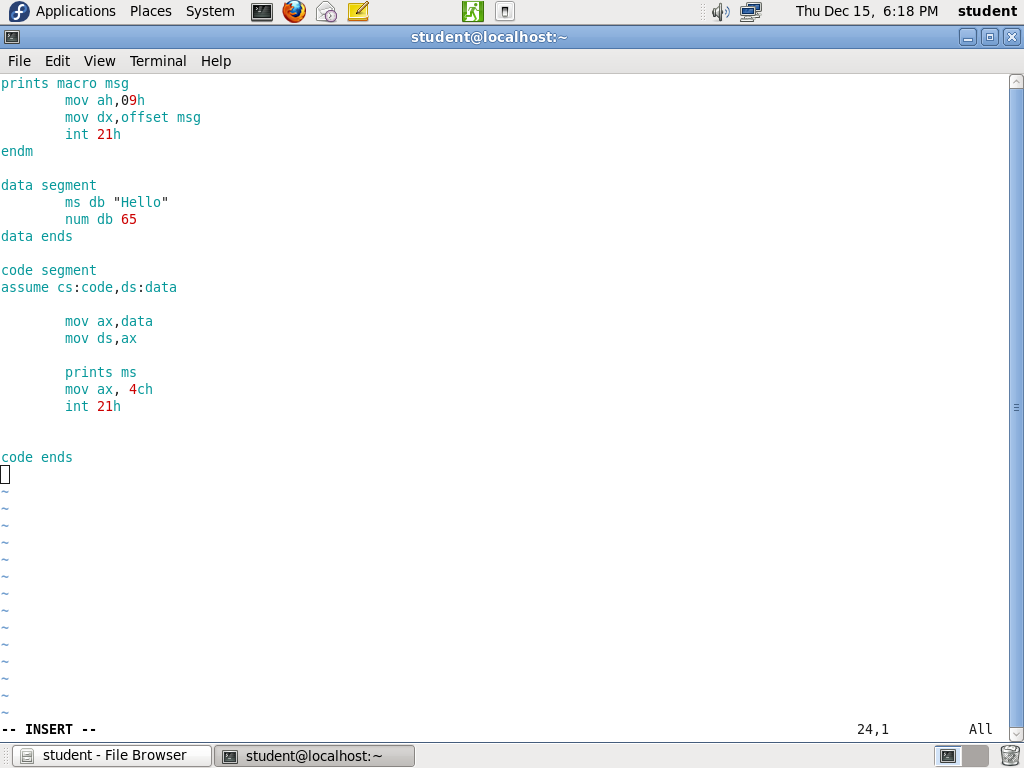 Applications Places System Thu Dec 15, 6:18 PM student
student@localhost:~
File Edit View Terminal Help
prints macro msg
mov ah,09h
mov dx,offset msg
int 21h
endm
data segment
ms db "Hello"
num db 65
data ends
code segment
assume cs:code,ds:data
mov ax,data
mov ds,ax
prints ms
mov ax, 4ch
int 21h
code ends
~
~
~
~
~
~
~
~
~
~
~
~
~
~
-- INSERT -- 24,1 All
student - File Browser student@localhost:~